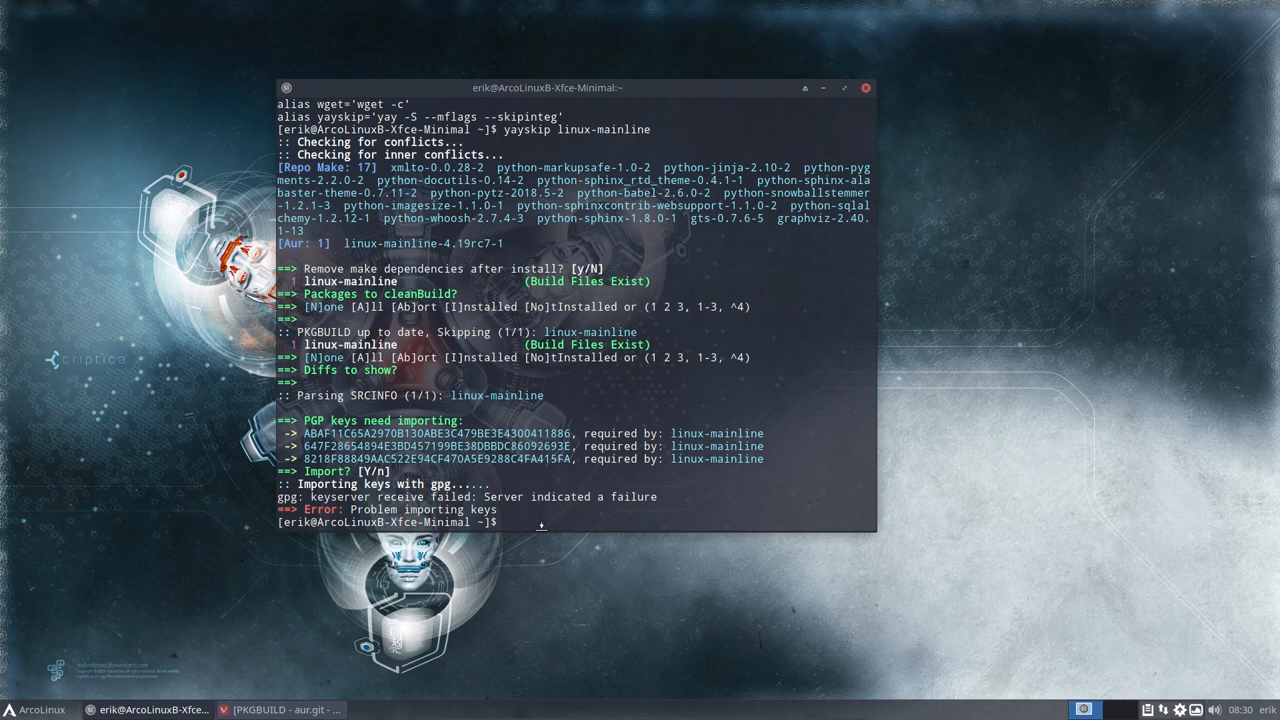 erik@ArcoLinuxB-Xfce-Minimal:~
alias wget='wget -c'
alias yayskip='yay -S --mflags --skipinteg'
[erik@ArcoLinuxB-Xfce-Minimal ~]$ yayskip linux-mainline
:: Checking for conflicts...
:: Checking for inner conflicts...
[Repo Make: 17]  xmlto-0.0.28-2  python-markupsafe-1.0-2  python-jinja-2.10-2  python-pyg
ments-2.2.0-2  python-docutils-0.14-2  python-sphinx_rtd_theme-0.4.1-1  python-sphinx-ala
baster-theme-0.7.11-2  python-pytz-2018.5-2  python-babel-2.6.0-2  python-snowballstemmer
-1.2.1-3  python-imagesize-1.1.0-1  python-sphinxcontrib-websupport-1.1.0-2  python-sqlal
chemy-1.2.12-1  python-whoosh-2.7.4-3  python-sphinx-1.8.0-1  gts-0.7.6-5  graphviz-2.40.
1-13
[Aur: 1]  linux-mainline-4.19rc7-1
==> Remove make dependencies after install? [y/N]
1 linux-mainline (Build Files Exist)
==> Packages to cleanBuild?
==> [N]one [A]ll [Ab]ort [I]nstalled [No]tInstalled or (1 2 3, 1-3, ^4)
==>
:: PKGBUILD up to date, Skipping (1/1): linux-mainline
1 linux-mainline (Build Files Exist)
==> [N]one [A]ll [Ab]ort [I]nstalled [No]tInstalled or (1 2 3, 1-3, ^4)
==> Diffs to show?
==>
:: Parsing SRCINFO (1/1): linux-mainline
==> PGP keys need importing:
-> ABAF11C65A2970B130ABE3C479BE3E4300411886, required by: linux-mainline
-> 647F28654894E3BD457199BE38DBBDC86092693E, required by: linux-mainline
-> 8218F88849AAC522E94CF470A5E9288C4FA415FA, required by: linux-mainline
==> Import? [Y/n]
:: Importing keys with gpg......
gpg: keyserver receive failed: Server indicated a failure
==> Error: Problem importing keys
[erik@ArcoLinuxB-Xfce-Minimal ~]$
criptica
ArcoLinux
erik@ArcoLinuxB-Xfce...
[PKGBUILD - aur.git - ...
08:30
erik